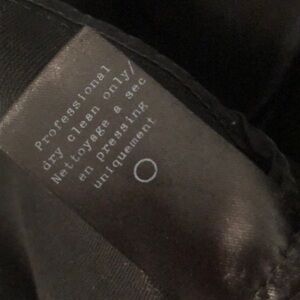 Professional
dry clean only/
Nettoyage a sec
en pressing
uniquement